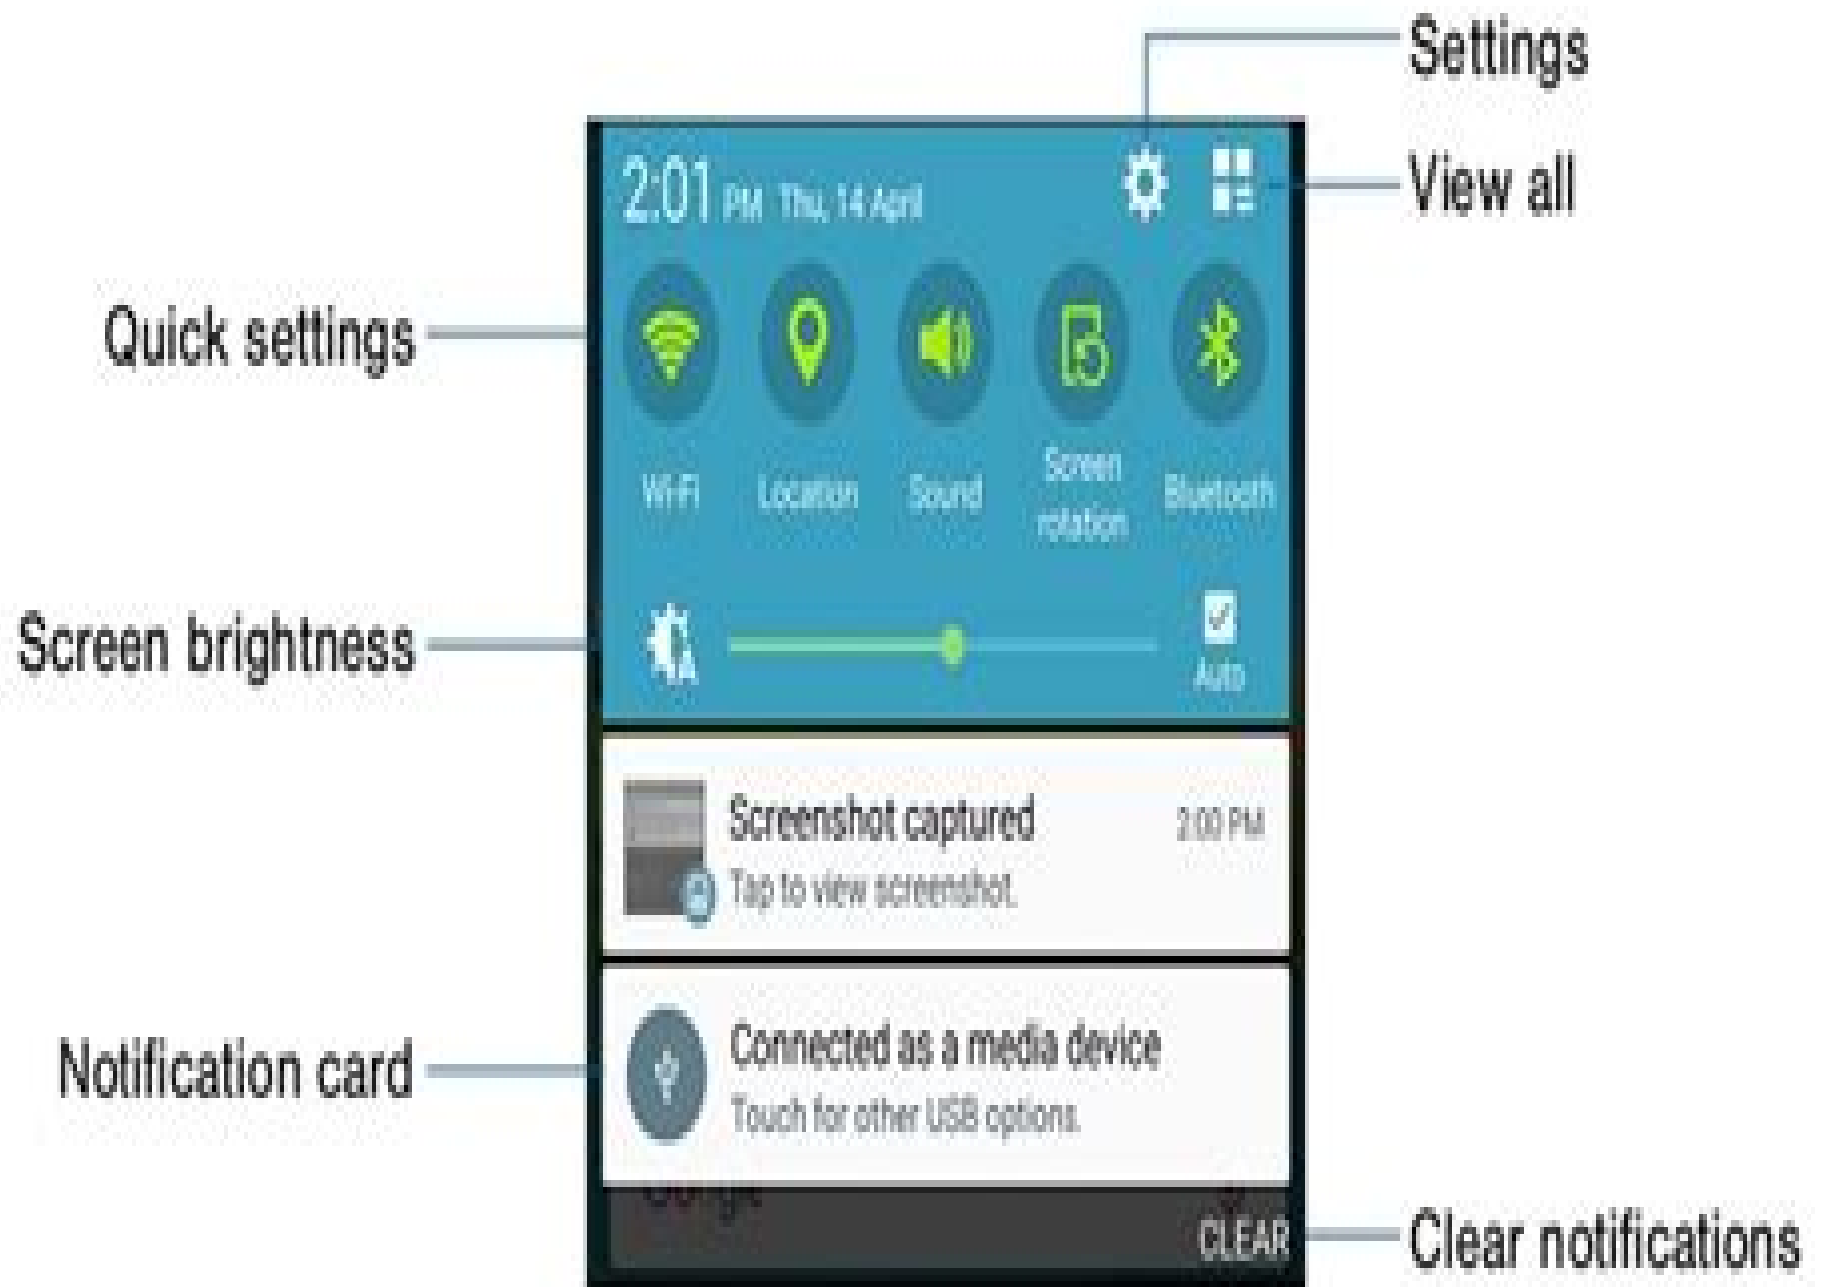 Settings
2:01 PM Thu, 14 April
View all
Quick settings
Wi-Fi Location Sound Screen rotation Bluetooth
Screen brightness
Auto
Screenshot captured 2:00 PM
Tap to view screenshot.
Notification card
Connected as a media device
Touch for other USB options.
CLEAR
Clear notifications